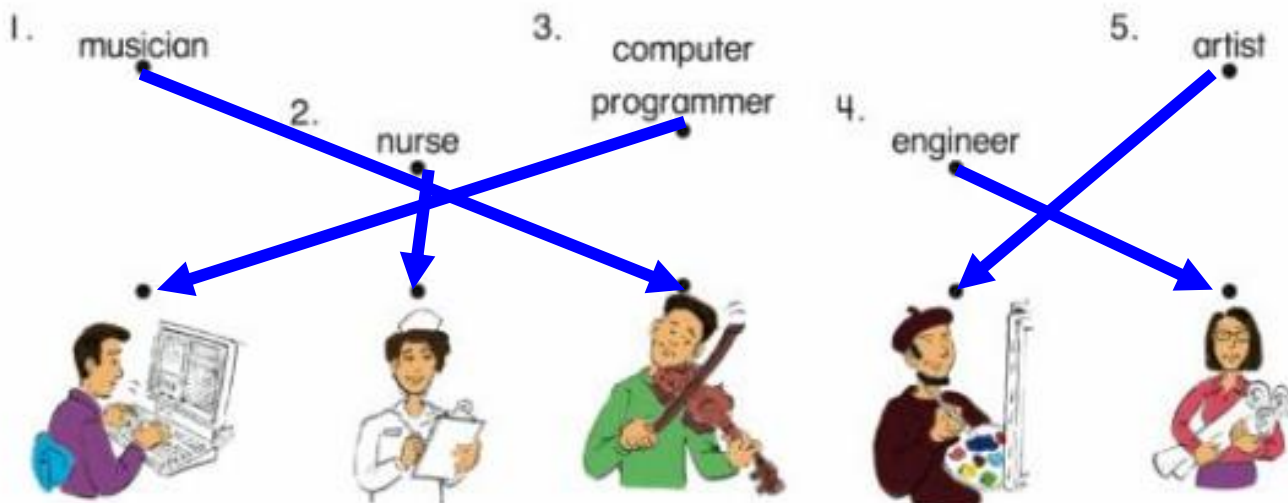 1. musician
2. nurse
3. computer
programmer
4. engineer
5. artist